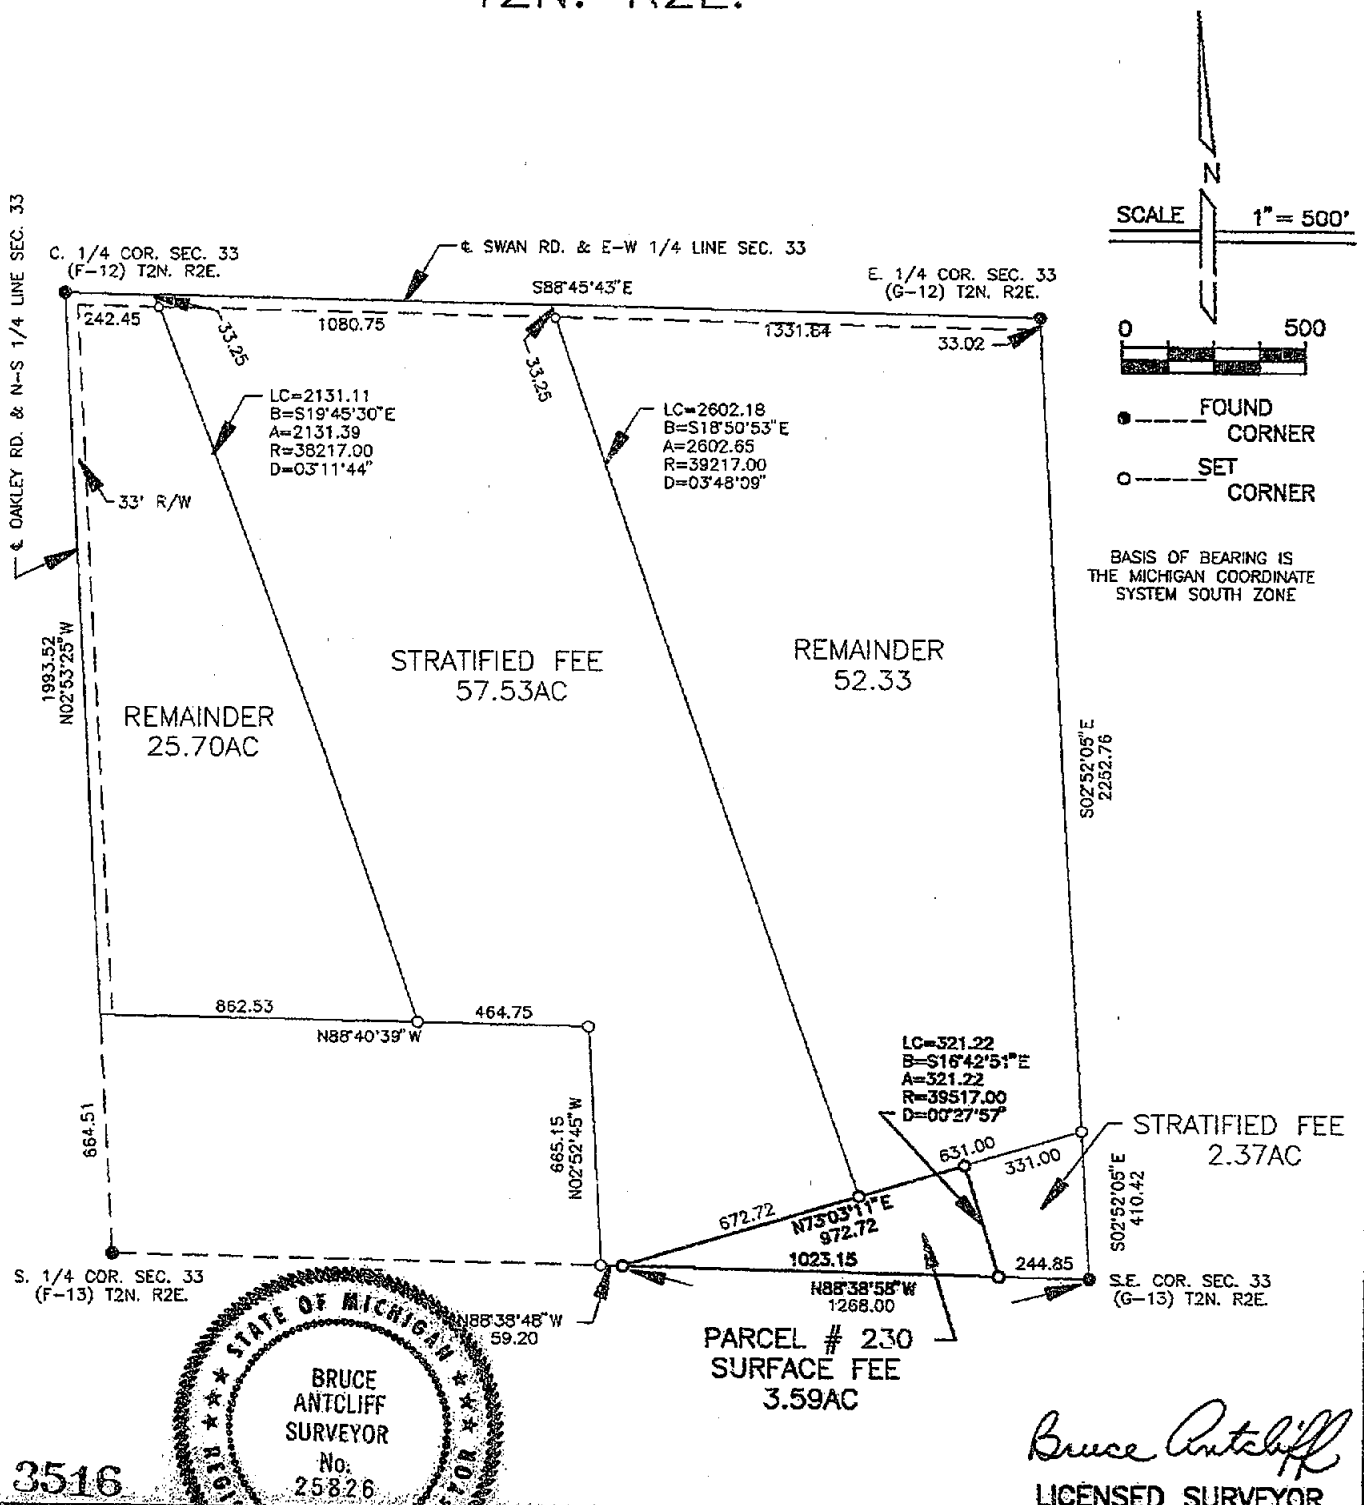 T2N. R2E.
N
SCALE 1" = 500'
0 500
FOUND
CORNER
SET
CORNER
BASIS OF BEARING IS
THE MICHIGAN COORDINATE
SYSTEM SOUTH ZONE
℄ OAKLEY RD. & N-S 1/4 LINE SEC. 33
C. 1/4 COR. SEC. 33
(F-12) T2N. R2E.
℄ SWAN RD. & E-W 1/4 LINE SEC. 33
S88°45'43"E
E. 1/4 COR. SEC. 33
(G-12) T2N. R2E.
242.45
33.25
1080.75
33.25
1331.64
33.02
LC=2131.11
B=S19°45'30"E
A=2131.39
R=38217.00
D=03°11'44"
LC=2602.18
B=S18°50'53"E
A=2602.65
R=39217.00
D=03°48'09"
33' R/W
1993.52
N02°53'25"W
REMAINDER
25.70AC
STRATIFIED FEE
57.53AC
REMAINDER
52.33
S02°52'05"E
2252.76
862.53
N88°40'39"W
464.75
664.51
665.15
N02°52'45"W
LC=321.22
B=S16°42'51"E
A=321.22
R=39517.00
D=00°27'57"
STRATIFIED FEE
2.37AC
631.00
331.00
S02°52'05"E
410.42
672.72
N73°03'11"E
972.72
1023.15
244.85
N88°38'58"W
1268.00
S. 1/4 COR. SEC. 33
(F-13) T2N. R2E.
N88°38'48"W
59.20
S.E. COR. SEC. 33
(G-13) T2N. R2E.
PARCEL # 230
SURFACE FEE
3.59AC
STATE OF MICHIGAN
BRUCE
ANTCLIFF
SURVEYOR
No.
25826
3516
Bruce Antcliff
LICENSED SURVEYOR